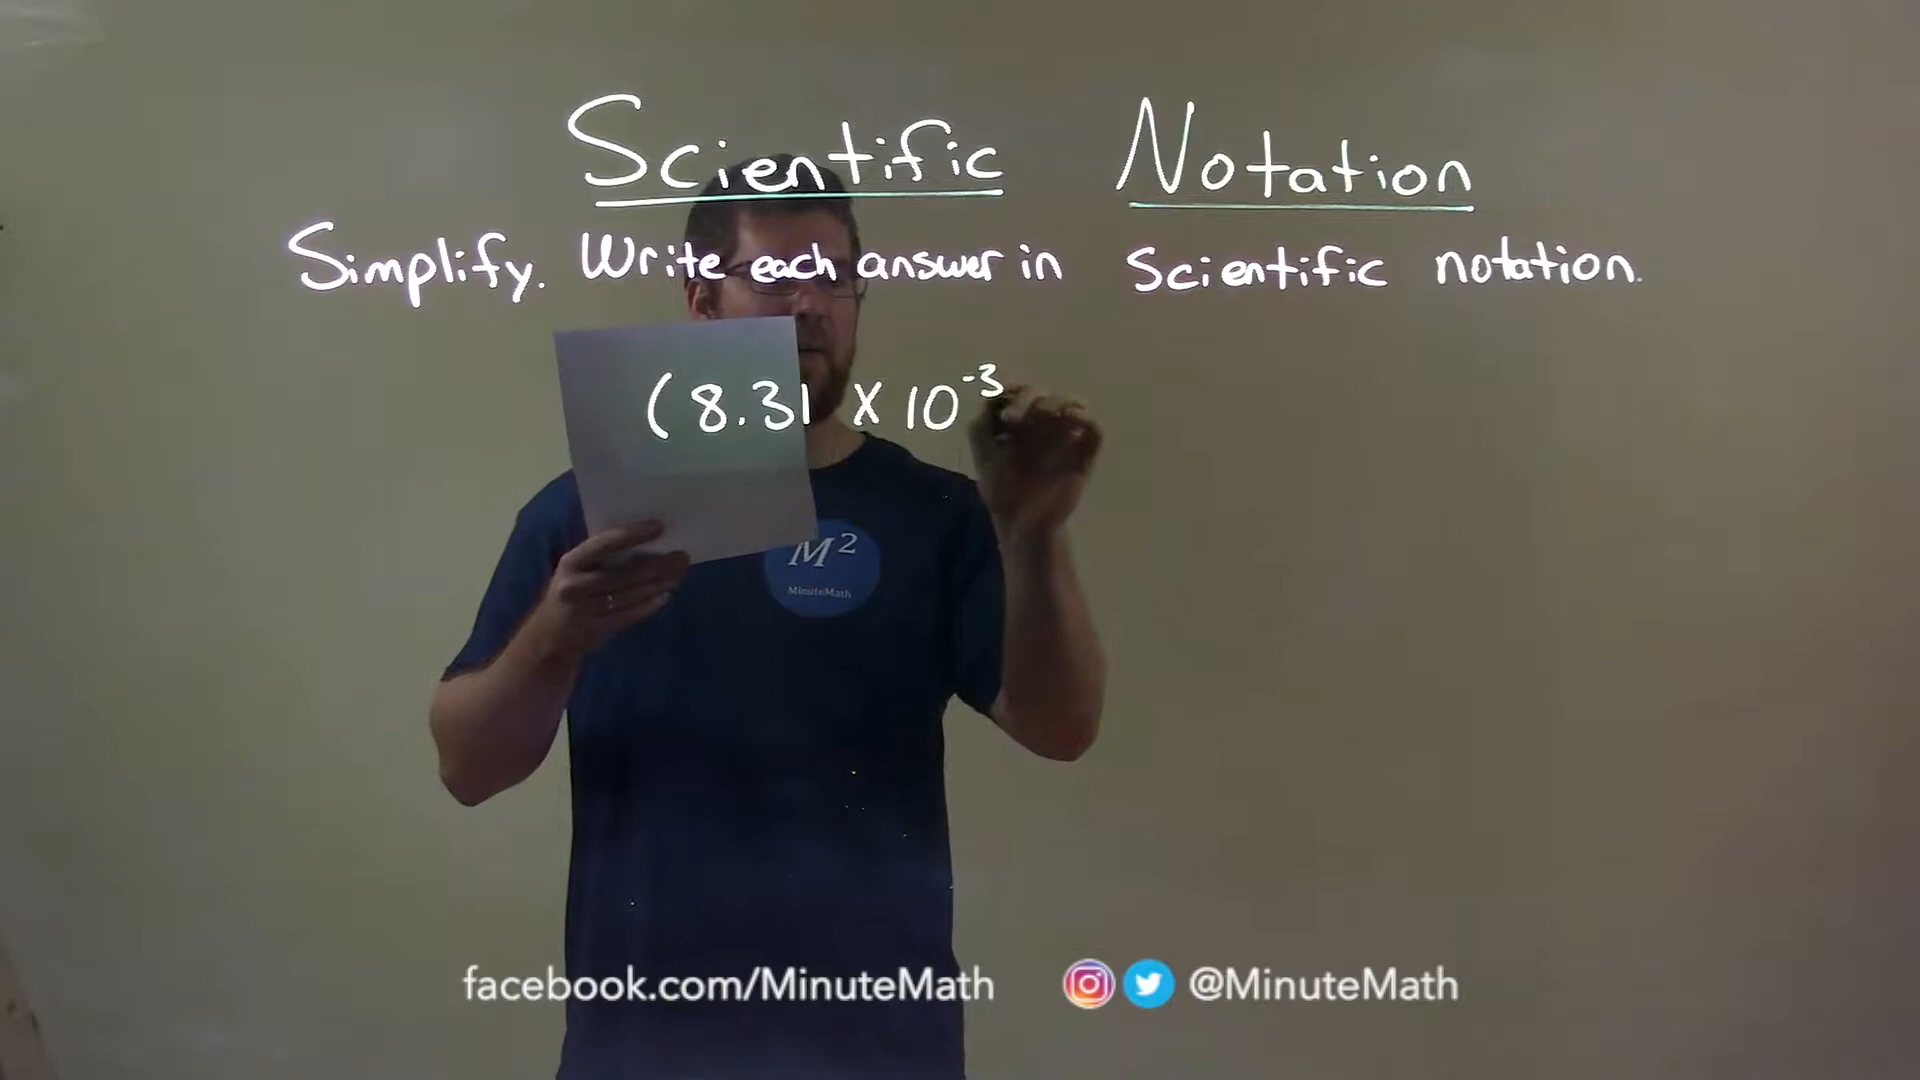 Scientific Notation
Simplify. Write each answer in Scientific notation.
(8.31 X 10⁻³
M²
MinuteMath
facebook.com/MinuteMath @MinuteMath